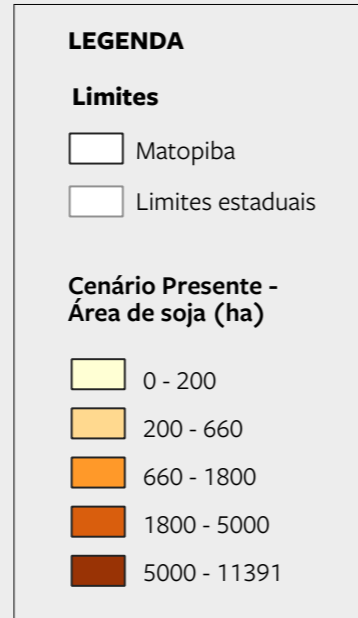 LEGENDA
Limites
Matopiba
Limites estaduais
Cenário Presente -
Área de soja (ha)
0 - 200
200 - 660
660 - 1800
1800 - 5000
5000 - 11391